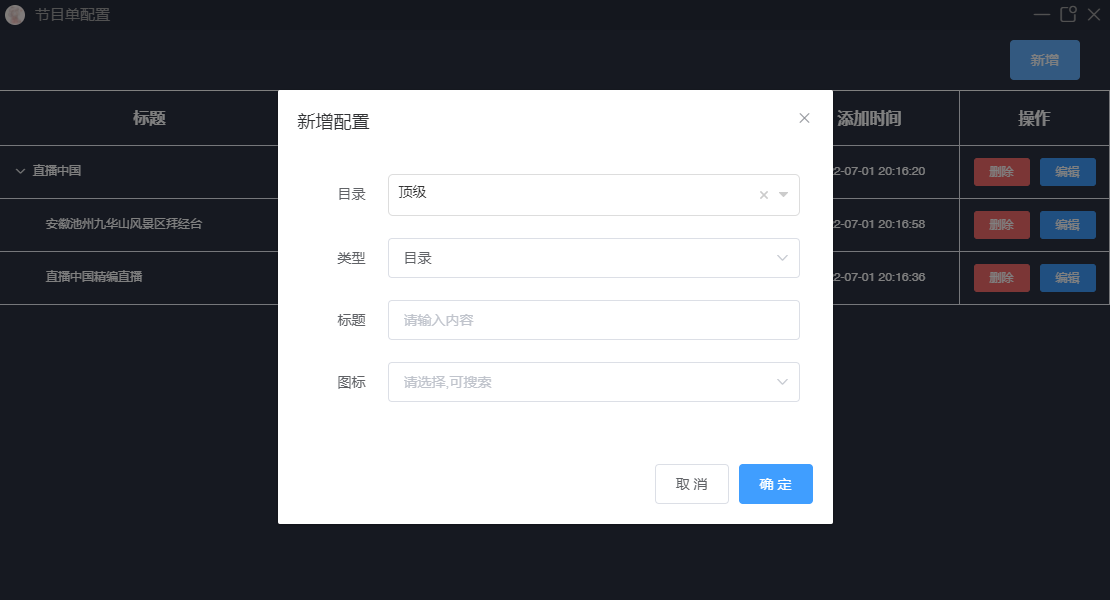 节目单配置
新增
标题 添加时间 操作
直播中国 2-07-01 20:16:20 删除 编辑
安徽池州九华山风景区拜经台 2-07-01 20:16:58 删除 编辑
直播中国精编直播 2-07-01 20:16:36 删除 编辑
新增配置
目录 顶级
类型 目录
标题 请输入内容
图标 请选择,可搜索
取 消 确 定